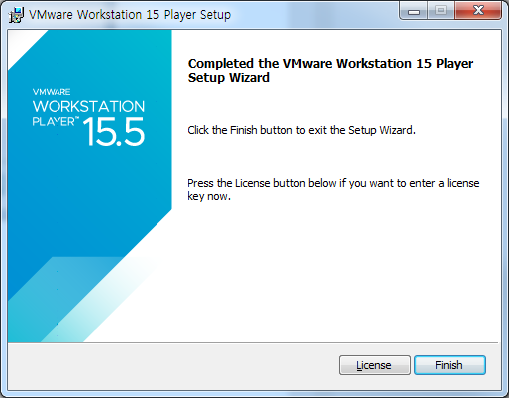 VMware Workstation 15 Player Setup
VMWARE
WORKSTATION
PLAYER™ 15.5
Completed the VMware Workstation 15 Player
Setup Wizard
Click the Finish button to exit the Setup Wizard.
Press the License button below if you want to enter a license
key now.
License
Finish